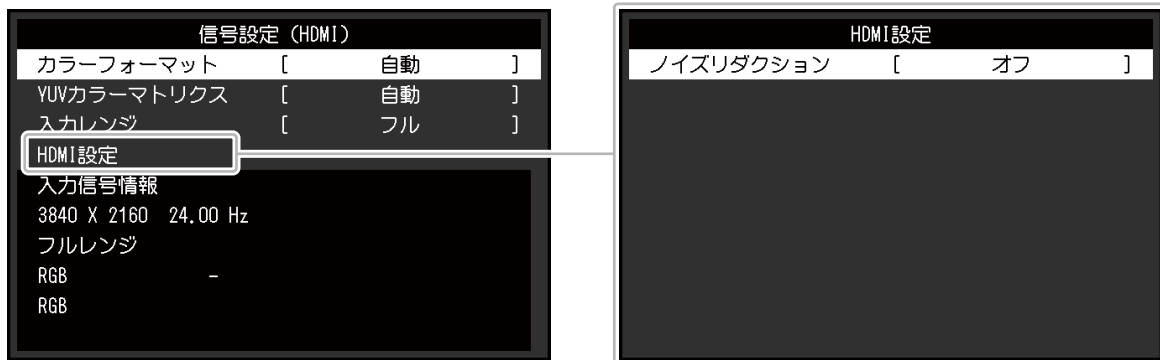 信号設定 (HDMI)
カラーフォーマット [ 自動 ]
YUVカラーマトリクス [ 自動 ]
入力レンジ [ フル ]
HDMI設定
入力信号情報
3840 X 2160 24.00 Hz
フルレンジ
RGB -
RGB
HDMI設定
ノイズリダクション [ オフ ]